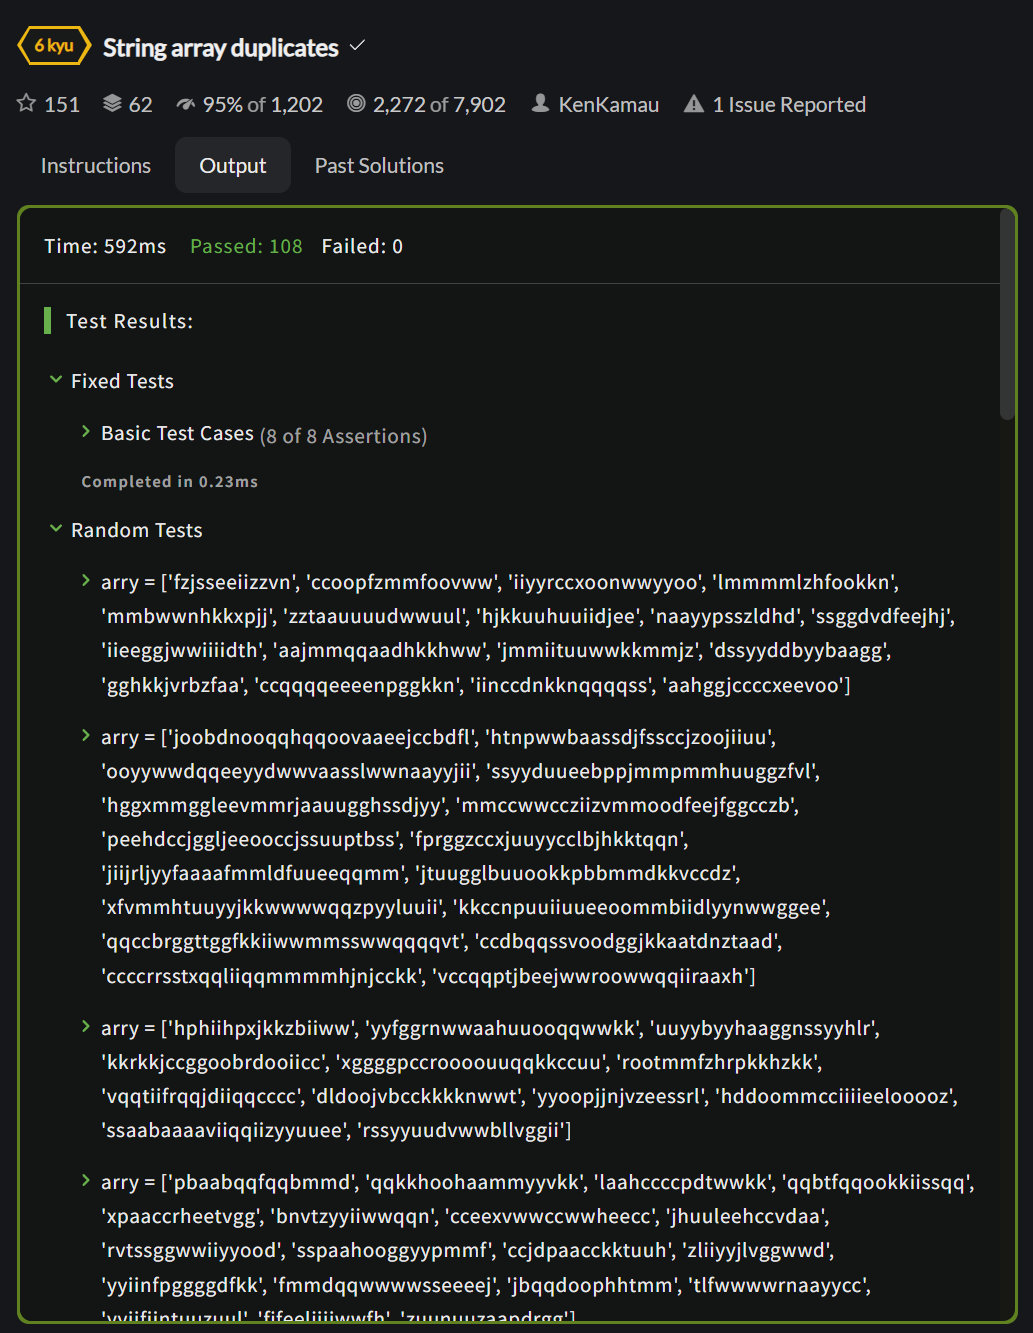 6 kyu String array duplicates
151 62 95% of 1,202 2,272 of 7,902 KenKamau 1 Issue Reported
Instructions Output Past Solutions
Time: 592ms Passed: 108 Failed: 0
Test Results:
Fixed Tests
Basic Test Cases (8 of 8 Assertions)
Completed in 0.23ms
Random Tests
arry = ['fzjsseeiizzvn', 'ccoopfzmmfoovww', 'iiyyrccxoonwwyyoo', 'lmmmmlzhfookkn',
'mmbwwnhkkxpjj', 'zztaauuuudwwuul', 'hjkkuuhuuiidjee', 'naayypsszldhd', 'ssggdvdfeejhj',
'iieeggjwwiiiidth', 'aajmmqqaadhkkhww', 'jmmiituuwwkkmmjz', 'dssyyddbyybaagg',
'gghkkjvrbzfaa', 'ccqqqqeeeenpggkkn', 'iinccdnkknqqqqss', 'aahggjccccxeevoo']
arry = ['joobdnooqqhqqoovaaeejccbdfl', 'htnpwwbaassdjfssccjzoojiiuu',
'ooyywwdqqeeyydwwvaasslwwnaayyjii', 'ssyyduueebppjmmpmmhuuggzfvl',
'hggxmmggleevmmrjaauugghssdjyy', 'mmccwwccziizvmmoodfeejfggcczb',
'peehdccjggljeeooccjssuuptbss', 'fprggzccxjuuyycclbjhkktqqn',
'jiijrljyyfaaaafmmldfuueeqqmm', 'jtuugglbuuookkpbbmmdkkvccdz',
'xfvmmhtuuyyjkkwwwwqqzpyyluuii', 'kkccnpuuiiuueeoommbiidlyynwwggee',
'qqccbrggttggfkkiiwwmmsswwqqqqvt', 'ccdbqqssvoodggjkkaatdnztaad',
'ccccrrsstxqqliiqqmmmmhjnjcckk', 'vccqqptjbeejwwroowwqqiiraaxh']
arry = ['hphiihpxjkkzbiiww', 'yyfggrnwwaahuuooqqwwkk', 'uuyybyyhaaggnssyyhlr',
'kkrkkjccggoobrdooiicc', 'xggggpccroooouuqqkkccuu', 'rootmmfzhrpkkhzkk',
'vqqtiifrqqjdiiqqcccc', 'dldoojvbcckkkknwwt', 'yyoopjjnjvzeessrl', 'hddoommcciiiieelooooz',
'ssaabaaaaviiqqiizyyuuee', 'rssyyuudvwwbllvggii']
arry = ['pbaabqqfqqbmmd', 'qqkkhoohaammyyvkk', 'laahccccpdtwwkk', 'qqbtfqqookkiissqq',
'xpaaccrheetvgg', 'bnvtzyyiiwwqqn', 'cceexvwwccwwheecc', 'jhuuleehccvdaa',
'rvtssggwwiiyyood', 'sspaahooggyypmmf', 'ccjdpaacckktuuh', 'zliiyyjlvggwwd',
'yyiinfpggggdfkk', 'fmmdqqwwwwsseeeej', 'jbqqdoophhtmm', 'tlfwwwwrnaayycc',